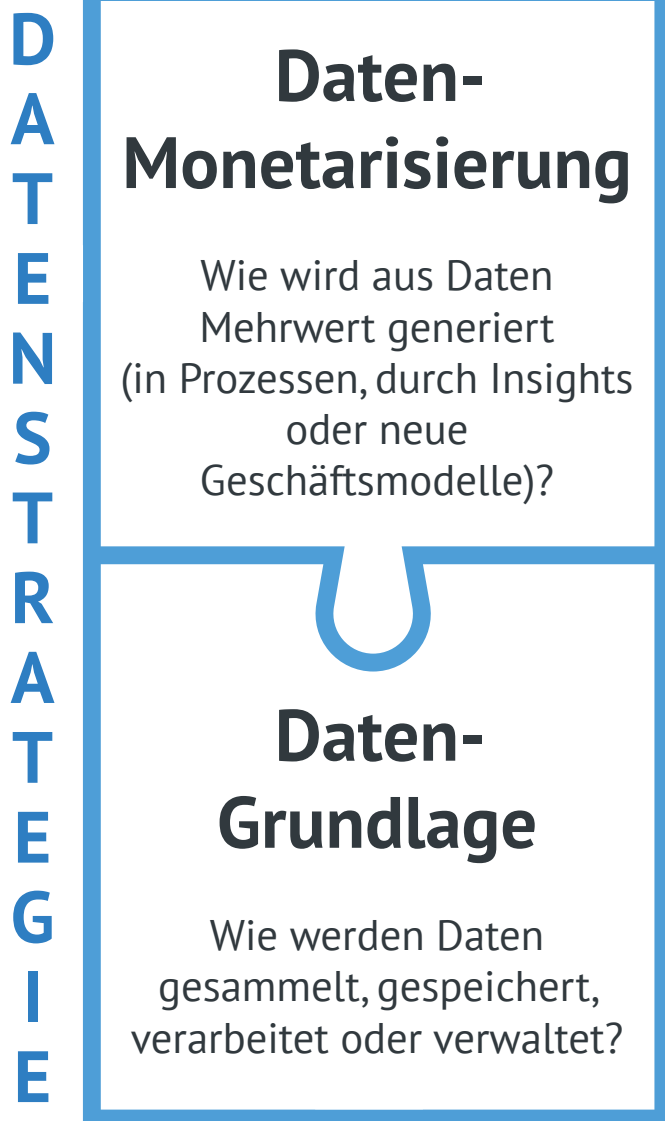 DATENSTRATEGIE
Daten-
Monetarisierung
Wie wird aus Daten
Mehrwert generiert
(in Prozessen, durch Insights
oder neue
Geschäftsmodelle)?
Daten-
Grundlage
Wie werden Daten
gesammelt, gespeichert,
verarbeitet oder verwaltet?